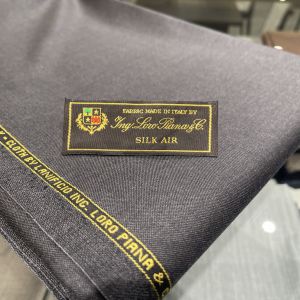 FABRIC MADE IN ITALY BY
Ing. Loro Piana & C.
SILK AIR
CLOTH BY LANIFICIO ING. LORO PIANA &